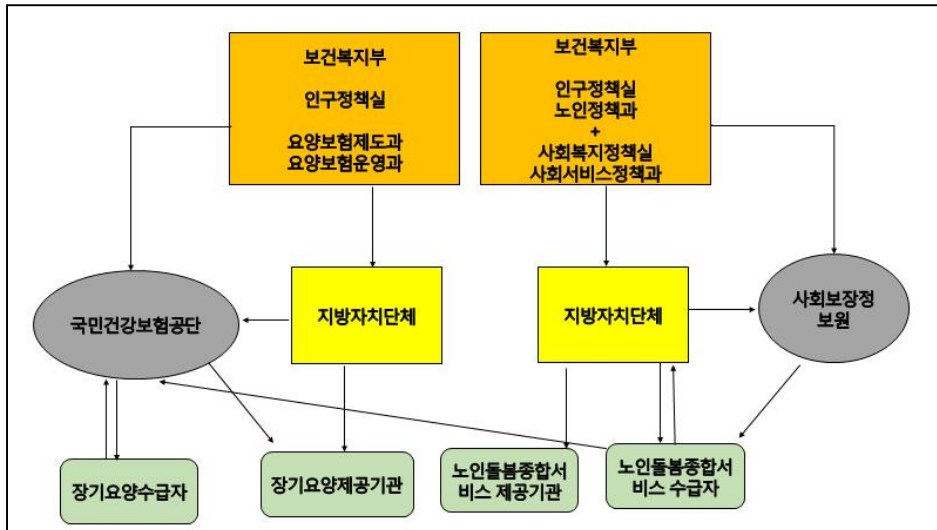 보건복지부
인구정책실
요양보험제도과
요양보험운영과
보건복지부
인구정책실
노인정책과
+
사회복지정책실
사회서비스정책과
국민건강보험공단
지방자치단체
지방자치단체
사회보장정
보원
장기요양수급자
장기요양제공기관
노인돌봄종합서
비스 제공기관
노인돌봄종합서
비스 수급자